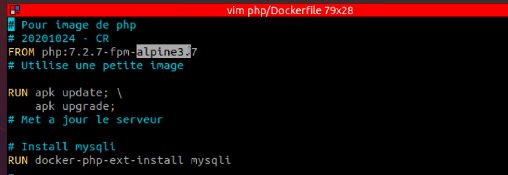 vim php/Dockerfile 79x28
# Pour image de php
# 20201024 - CR
FROM php:7.2.7-fpm-alpine3.7
# Utilise une petite image
RUN apk update; \
apk upgrade;
# Met a jour le serveur
# Install mysqli
RUN docker-php-ext-install mysqli